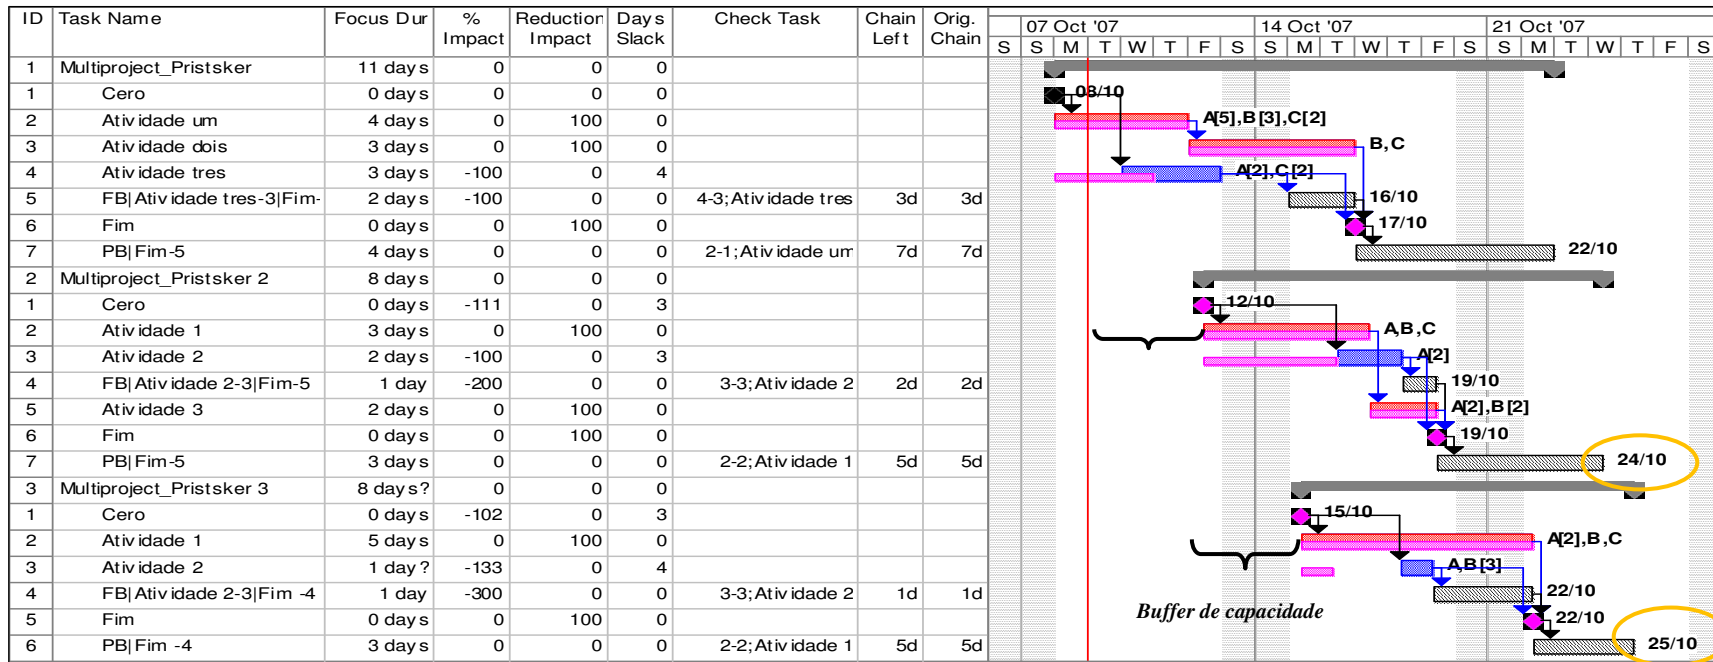 ID Task Name Focus Dur % Impact Reduction Impact Days Slack Check Task Chain Left Orig. Chain
07 Oct '07 14 Oct '07 21 Oct '07
S S M T W T F S S M T W T F S S M T W T F S
1 Multiproject_Pristsker 11 days 0 0 0
1 Cero 0 days 0 0 0 08/10
2 Atividade um 4 days 0 100 0 A[5],B[3],C[2]
3 Atividade dois 3 days 0 100 0 B,C
4 Atividade tres 3 days -100 0 4 A[2],C[2]
5 FB|Atividade tres-3|Fim- 2 days -100 0 0 4-3;Atividade tres 3d 3d 16/10
6 Fim 0 days 0 100 0 17/10
7 PB|Fim-5 4 days 0 0 0 2-1;Atividade um 7d 7d 22/10
2 Multiproject_Pristsker 2 8 days 0 0 0
1 Cero 0 days -111 0 3 12/10
2 Atividade 1 3 days 0 100 0 A,B,C
3 Atividade 2 2 days -100 0 3 A[2]
4 FB|Atividade 2-3|Fim-5 1 day -200 0 0 3-3;Atividade 2 2d 2d 19/10
5 Atividade 3 2 days 0 100 0 A[2],B[2]
6 Fim 0 days 0 100 0 19/10
7 PB|Fim-5 3 days 0 0 0 2-2;Atividade 1 5d 5d 24/10
3 Multiproject_Pristsker 3 8 days? 0 0 0
1 Cero 0 days -102 0 3 15/10
2 Atividade 1 5 days 0 100 0 A[2],B,C
3 Atividade 2 1 day? -133 0 4 A,B[3]
4 FB|Atividade 2-3|Fim -4 1 day -300 0 0 3-3;Atividade 2 1d 1d 22/10
Buffer de capacidade
5 Fim 0 days 0 100 0 22/10
6 PB|Fim -4 3 days 0 0 0 2-2;Atividade 1 5d 5d 25/10